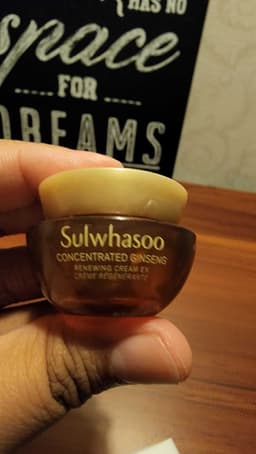 HAS NO
space
FOR
DREAMS
Sulwhasoo
CONCENTRATED GINSENG
RENEWING CREAM EX
CRÈME RÉGÉNÉRANTE